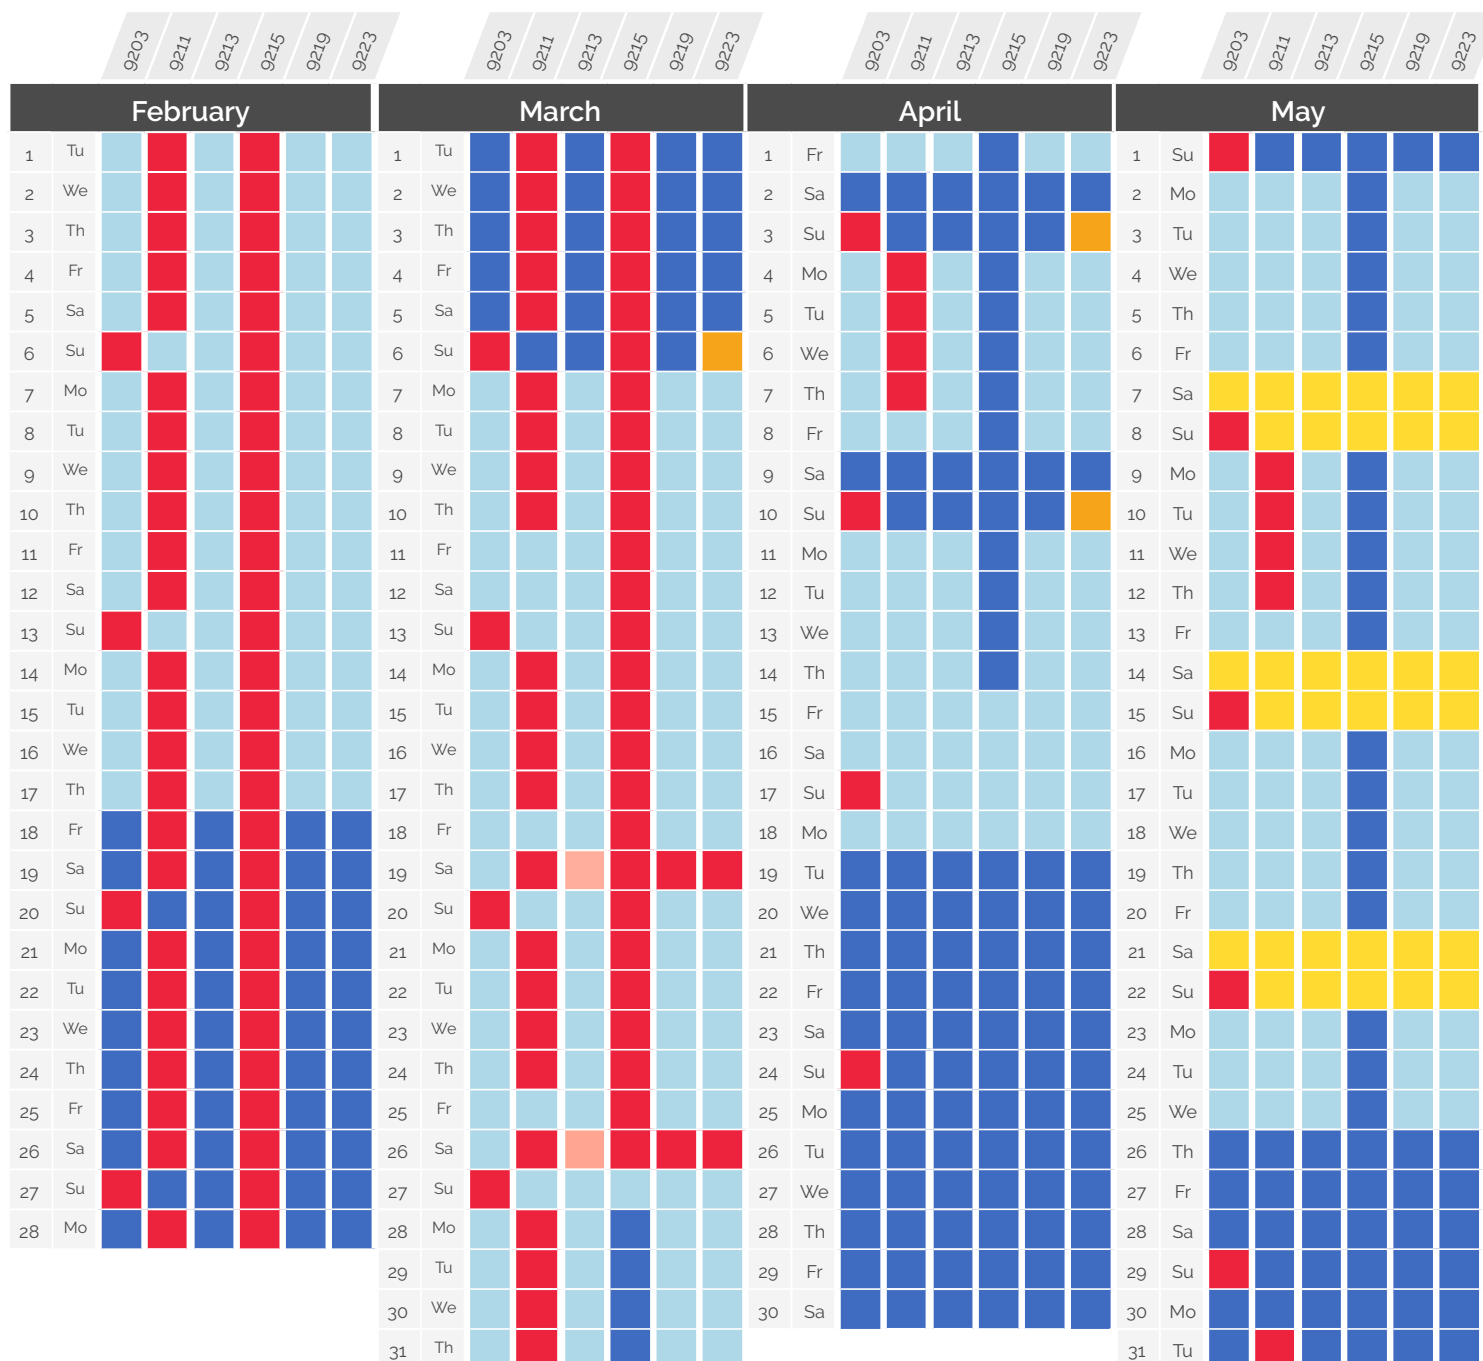 9203 9211 9213 9215 9219 9223
February
1 Tu
2 We
3 Th
4 Fr
5 Sa
6 Su
7 Mo
8 Tu
9 We
10 Th
11 Fr
12 Sa
13 Su
14 Mo
15 Tu
16 We
17 Th
18 Fr
19 Sa
20 Su
21 Mo
22 Tu
23 We
24 Th
25 Fr
26 Sa
27 Su
28 Mo
9203 9211 9213 9215 9219 9223
March
1 Tu
2 We
3 Th
4 Fr
5 Sa
6 Su
7 Mo
8 Tu
9 We
10 Th
11 Fr
12 Sa
13 Su
14 Mo
15 Tu
16 We
17 Th
18 Fr
19 Sa
20 Su
21 Mo
22 Tu
23 We
24 Th
25 Fr
26 Sa
27 Su
28 Mo
29 Tu
30 We
31 Th
9203 9211 9213 9215 9219 9223
April
1 Fr
2 Sa
3 Su
4 Mo
5 Tu
6 We
7 Th
8 Fr
9 Sa
10 Su
11 Mo
12 Tu
13 We
14 Th
15 Fr
16 Sa
17 Su
18 Mo
19 Tu
20 We
21 Th
22 Fr
23 Sa
24 Su
25 Mo
26 Tu
27 We
28 Th
29 Fr
30 Sa
9203 9211 9213 9215 9219 9223
May
1 Su
2 Mo
3 Tu
4 We
5 Th
6 Fr
7 Sa
8 Su
9 Mo
10 Tu
11 We
12 Th
13 Fr
14 Sa
15 Su
16 Mo
17 Tu
18 We
19 Th
20 Fr
21 Sa
22 Su
23 Mo
24 Tu
25 We
26 Th
27 Fr
28 Sa
29 Su
30 Mo
31 Tu